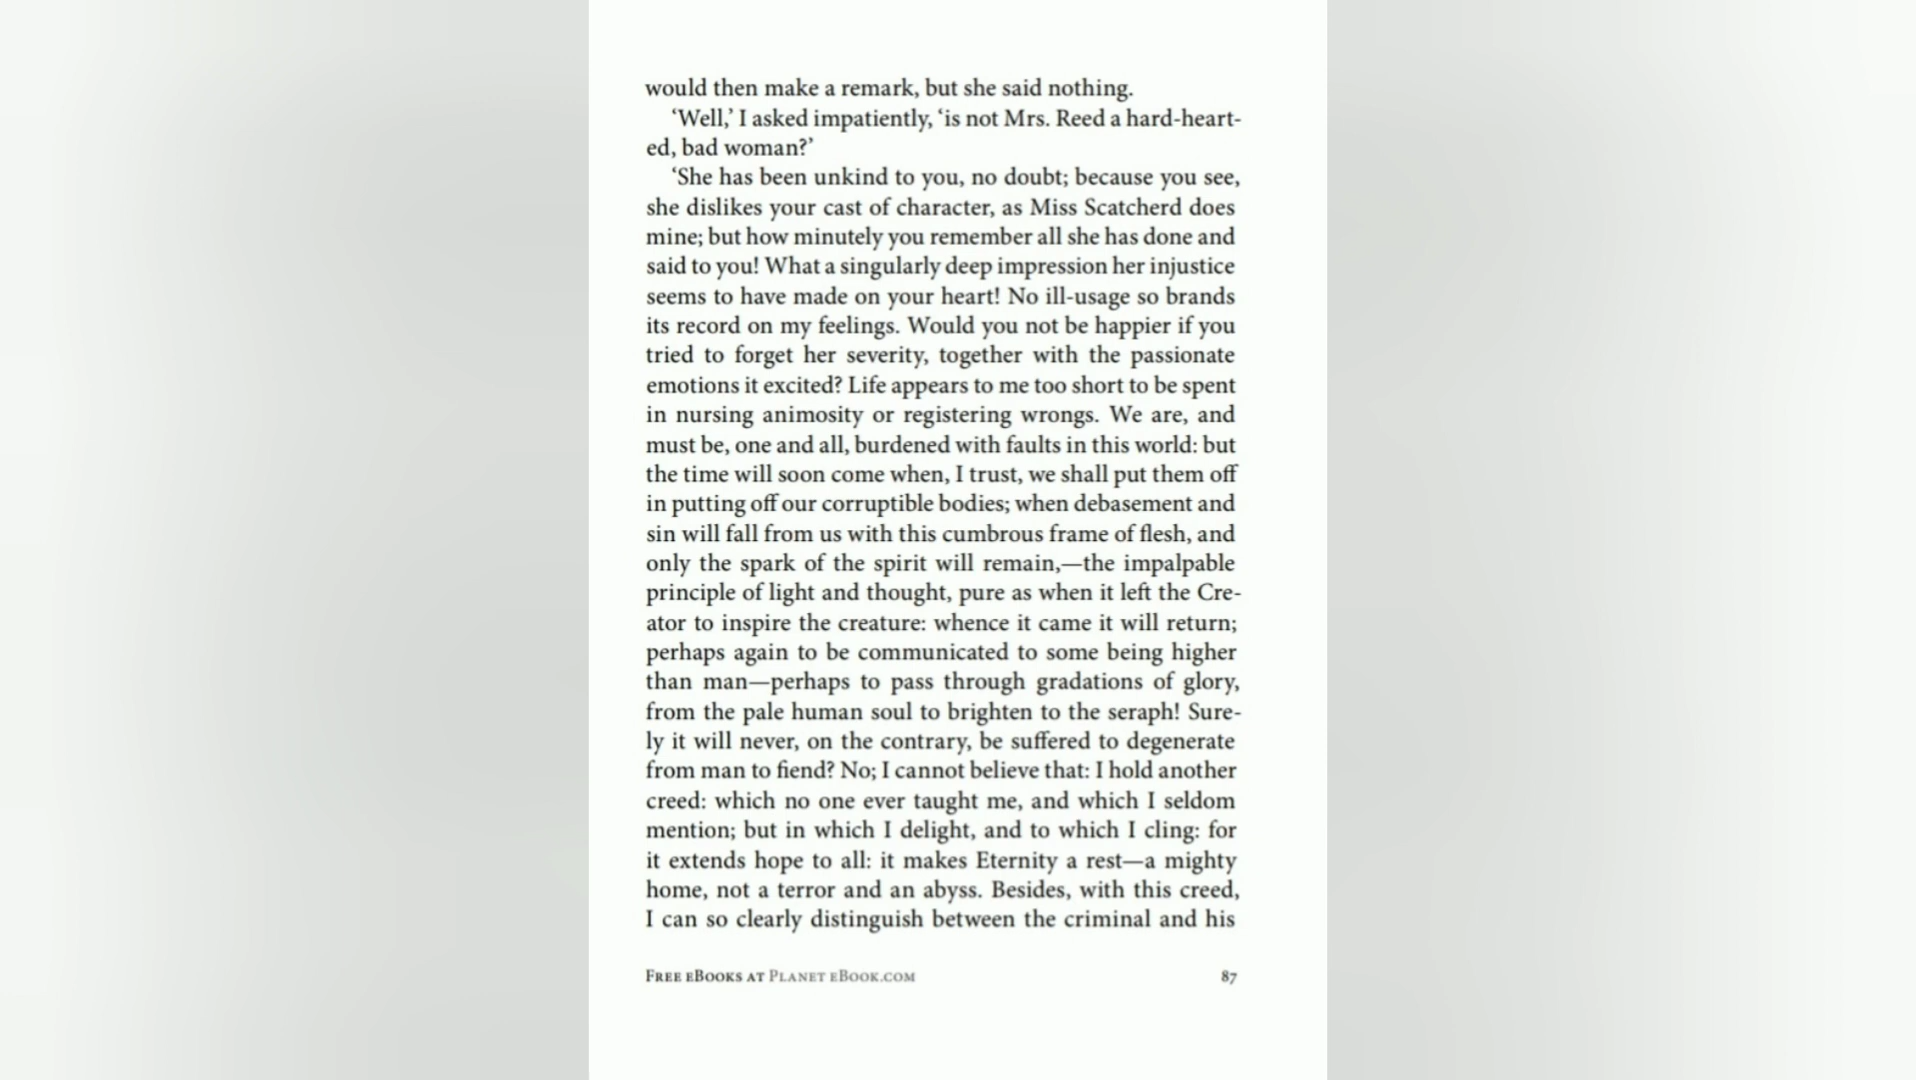 would then make a remark, but she said nothing.
‘Well,’ I asked impatiently, ‘is not Mrs. Reed a hard-heart-
ed, bad woman?’
‘She has been unkind to you, no doubt; because you see,
she dislikes your cast of character, as Miss Scatcherd does
mine; but how minutely you remember all she has done and
said to you! What a singularly deep impression her injustice
seems to have made on your heart! No ill-usage so brands
its record on my feelings. Would you not be happier if you
tried to forget her severity, together with the passionate
emotions it excited? Life appears to me too short to be spent
in nursing animosity or registering wrongs. We are, and
must be, one and all, burdened with faults in this world: but
the time will soon come when, I trust, we shall put them off
in putting off our corruptible bodies; when debasement and
sin will fall from us with this cumbrous frame of flesh, and
only the spark of the spirit will remain,—the impalpable
principle of light and thought, pure as when it left the Cre-
ator to inspire the creature: whence it came it will return;
perhaps again to be communicated to some being higher
than man—perhaps to pass through gradations of glory,
from the pale human soul to brighten to the seraph! Sure-
ly it will never, on the contrary, be suffered to degenerate
from man to fiend? No; I cannot believe that: I hold another
creed: which no one ever taught me, and which I seldom
mention; but in which I delight, and to which I cling: for
it extends hope to all: it makes Eternity a rest—a mighty
home, not a terror and an abyss. Besides, with this creed,
I can so clearly distinguish between the criminal and his
Free eBooks at Planet eBook.com 87